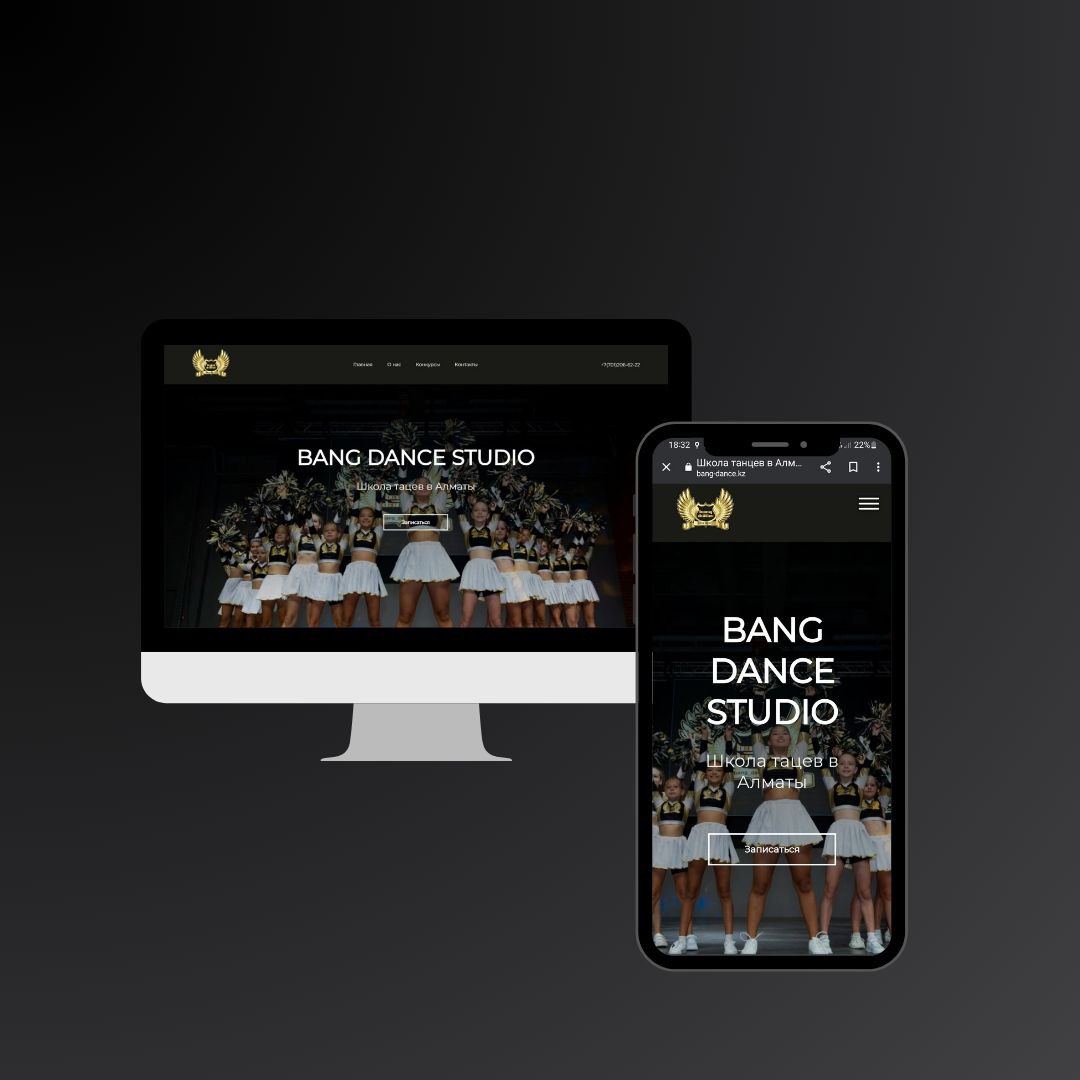 Главная О нас Конкурсы Контакты +7(701)206-62-22
BANG DANCE STUDIO
Школа тацев в Алматы
Записаться
18:32 22%
Школа танцев в Алм...
bang-dance.kz
BANG
DANCE
STUDIO
Школа тацев в
Алматы
Записаться